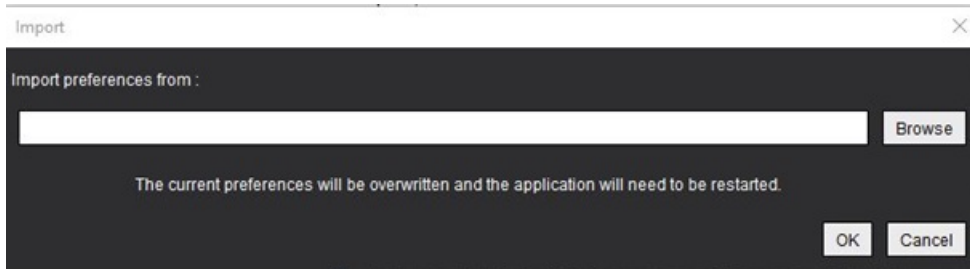 Import
Import preferences from :
Browse
The current preferences will be overwritten and the application will need to be restarted.
OK
Cancel